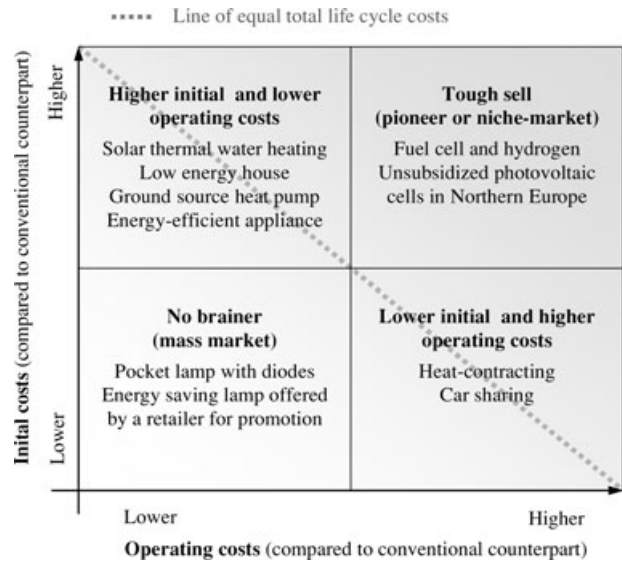 Line of equal total life cycle costs
Higher initial and lower
operating costs
Solar thermal water heating
Low energy house
Ground source heat pump
Energy-efficient appliance
Tough sell
(pioneer or niche-market)
Fuel cell and hydrogen
Unsubsidized photovoltaic
cells in Northern Europe
No brainer
(mass market)
Pocket lamp with diodes
Energy saving lamp offered
by a retailer for promotion
Lower initial and higher
operating costs
Heat-contracting
Car sharing
Inital costs (compared to conventional counterpart)
Higher
Lower
Lower
Higher
Operating costs (compared to conventional counterpart)